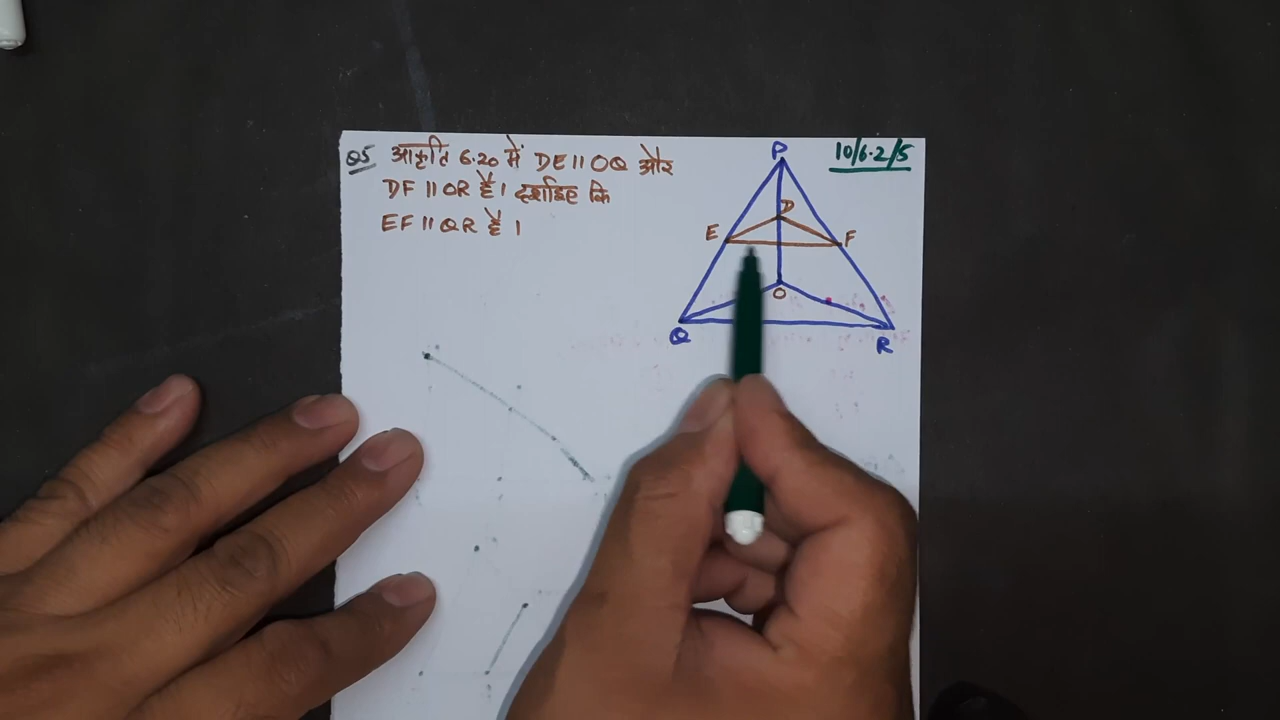 Q5 आकृति 6.20 में DE || OQ और
DF || OR है। दर्शाइए कि
EF || QR है।
10/6.2/5
P
D
E
F
O
Q
R